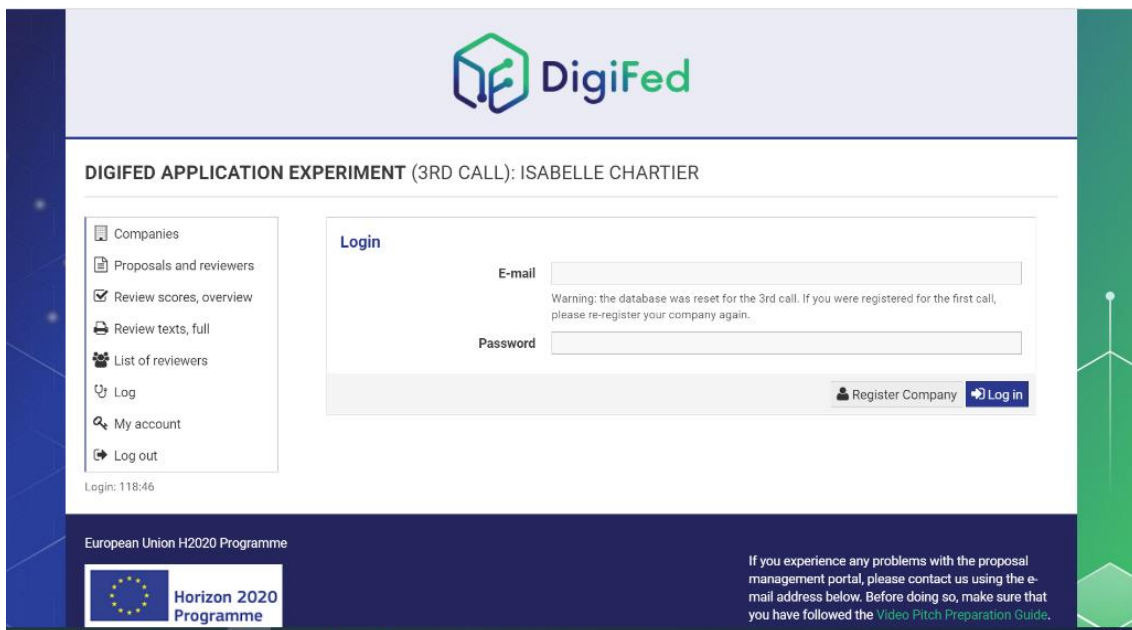 DigiFed
DIGIFED APPLICATION EXPERIMENT (3RD CALL): ISABELLE CHARTIER
Companies
Proposals and reviewers
Review scores, overview
Review texts, full
List of reviewers
Log
My account
Log out
Login: 118:46
Login
E-mail
Warning: the database was reset for the 3rd call. If you were registered for the first call,
please re-register your company again.
Password
Register Company
Log in
European Union H2020 Programme
Horizon 2020
Programme
If you experience any problems with the proposal
management portal, please contact us using the e-
mail address below. Before doing so, make sure that
you have followed the Video Pitch Preparation Guide.